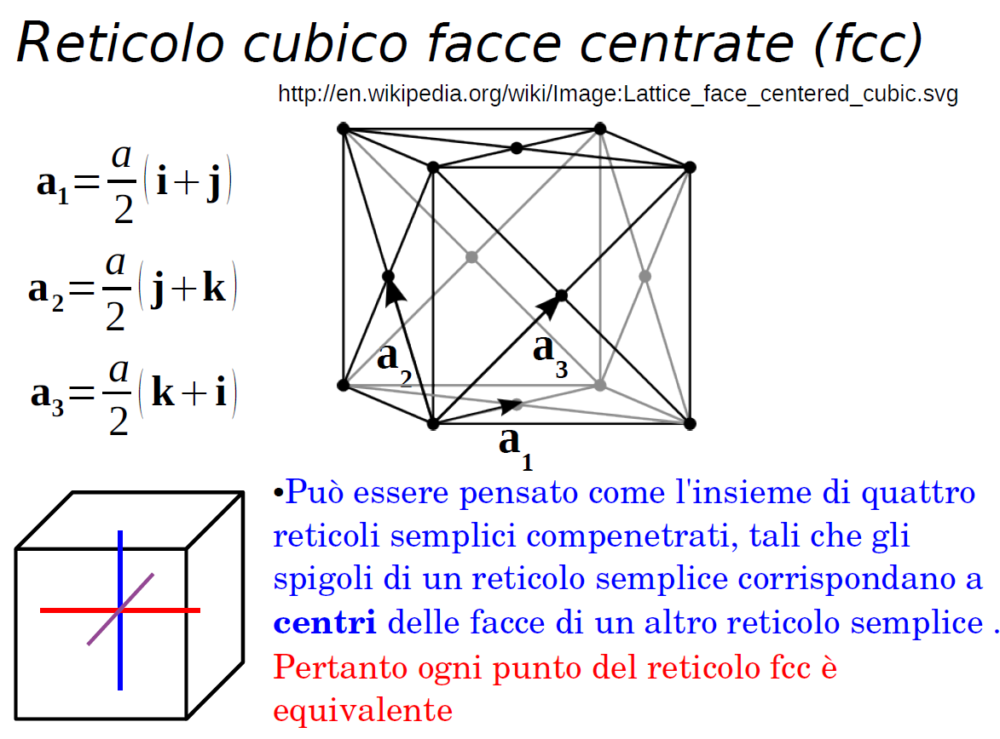 Reticolo cubico facce centrate (fcc)
http://en.wikipedia.org/wiki/Image:Lattice_face_centered_cubic.svg
a₁=a/2(i+j)
a₂=a/2(j+k)
a₃=a/2(k+i)
a₂
a₃
a₁
•Può essere pensato come l'insieme di quattro
reticoli semplici compenetrati, tali che gli
spigoli di un reticolo semplice corrispondano a
centri delle facce di un altro reticolo semplice .
Pertanto ogni punto del reticolo fcc è
equivalente